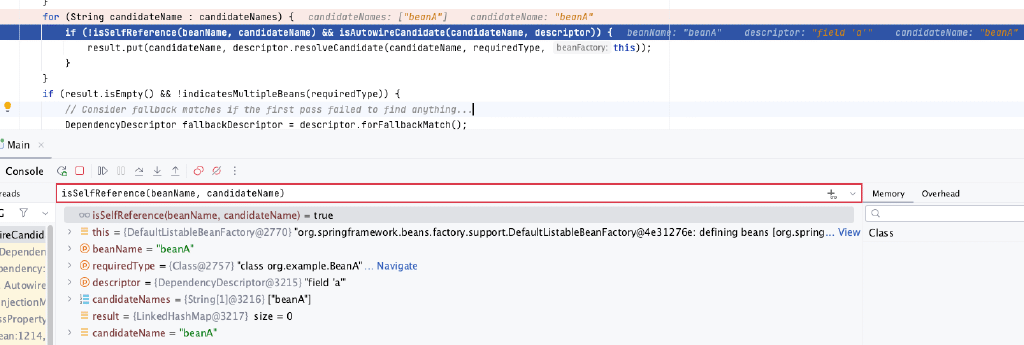 }
for (String candidateName : candidateNames) {  candidateNames: ["beanA"]    candidateName: "beanA"
if (!isSelfReference(beanName, candidateName) && isAutowireCandidate(candidateName, descriptor)) {  beanName: "beanA"    descriptor: "field 'a'"    candidateName: "beanA"
result.put(candidateName, descriptor.resolveCandidate(candidateName, requiredType, beanFactory: this));
}
}
if (result.isEmpty() && !indicatesMultipleBeans(requiredType)) {
// Consider fallback matches if the first pass failed to find anything...
DependencyDescriptor fallbackDescriptor = descriptor.forFallbackMatch();
Main ×
Console
reads
isSelfReference(beanName, candidateName)
Memory Overhead
ireCandid
isSelfReference(beanName, candidateName) = true
this = {DefaultListableBeanFactory@2770} "org.springframework.beans.factory.support.DefaultListableBeanFactory@4e31276e: defining beans [org.spring... View
Class
Dependen
beanName = "beanA"
pendency:
requiredType = {Class@2757} "class org.example.BeanA"... Navigate
Autowire
descriptor = {DependencyDescriptor@3215} "field 'a'"
njectionM
candidateNames = {String[1]@3216} ["beanA"]
ssProperty
result = {LinkedHashMap@3217} size = 0
ean:1214,
candidateName = "beanA"